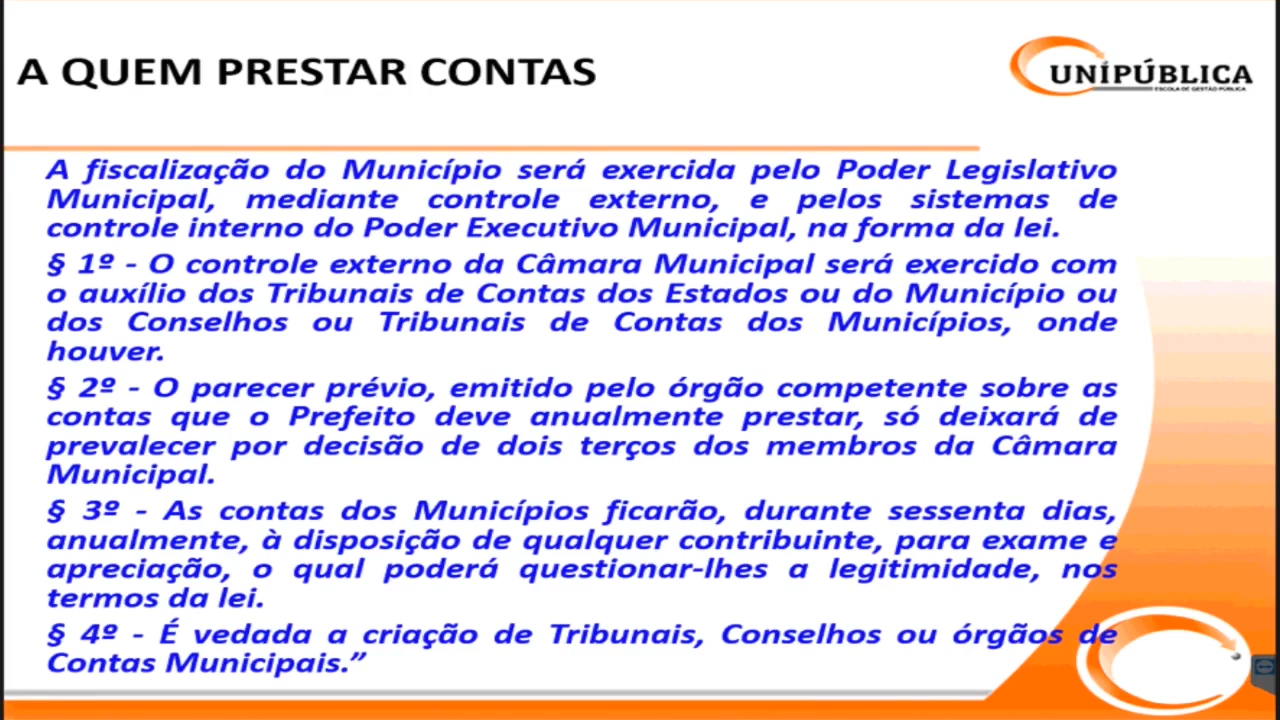 A QUEM PRESTAR CONTAS
UNÍPÚBLICA
ESCOLA DE GESTÃO PÚBLICA
A fiscalização do Município será exercida pelo Poder Legislativo
Municipal, mediante controle externo, e pelos sistemas de
controle interno do Poder Executivo Municipal, na forma da lei.
§ 1º - O controle externo da Câmara Municipal será exercido com
o auxílio dos Tribunais de Contas dos Estados ou do Município ou
dos Conselhos ou Tribunais de Contas dos Municípios, onde
houver.
§ 2º - O parecer prévio, emitido pelo órgão competente sobre as
contas que o Prefeito deve anualmente prestar, só deixará de
prevalecer por decisão de dois terços dos membros da Câmara
Municipal.
§ 3º - As contas dos Municípios ficarão, durante sessenta dias,
anualmente, à disposição de qualquer contribuinte, para exame e
apreciação, o qual poderá questionar-lhes a legitimidade, nos
termos da lei.
§ 4º - É vedada a criação de Tribunais, Conselhos ou órgãos de
Contas Municipais.”